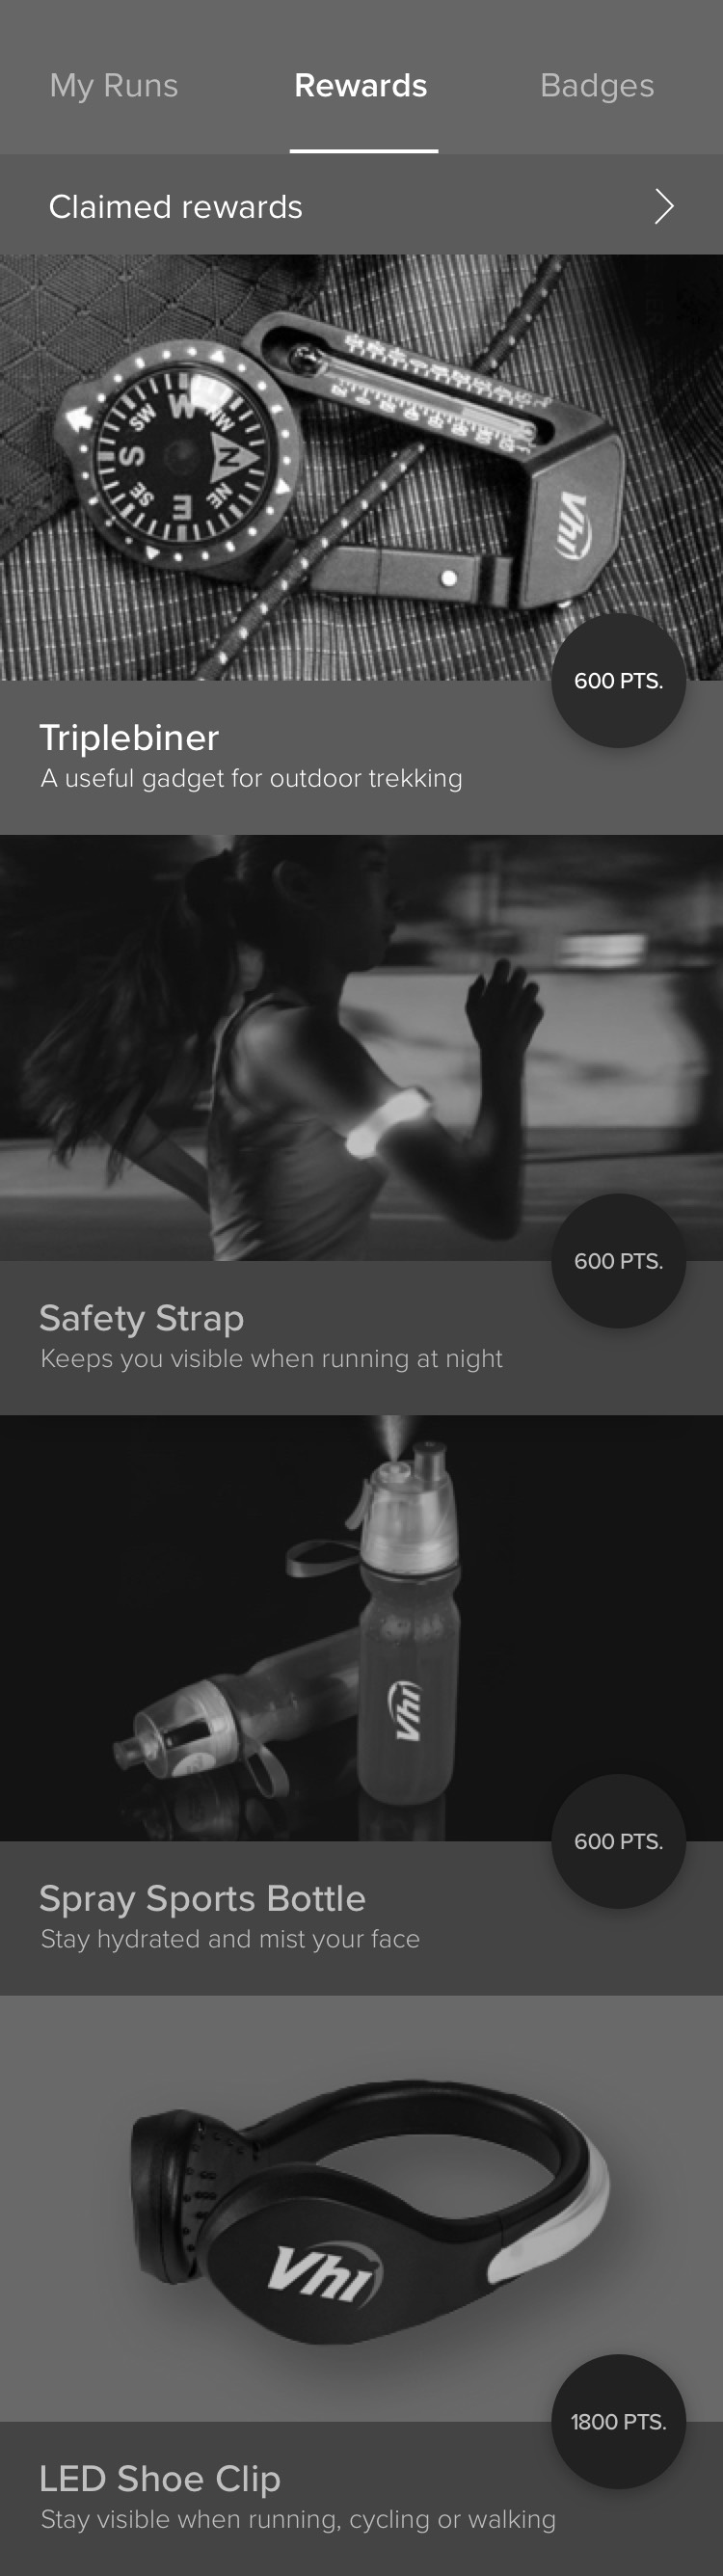 My Runs Rewards Badges
Claimed rewards
W
SW NW
S N
SE NE
E
Vhi
600 PTS.
Triplebiner
A useful gadget for outdoor trekking
600 PTS.
Safety Strap
Keeps you visible when running at night
Vhi
600 PTS.
Spray Sports Bottle
Stay hydrated and mist your face
Vhi
1800 PTS.
LED Shoe Clip
Stay visible when running, cycling or walking